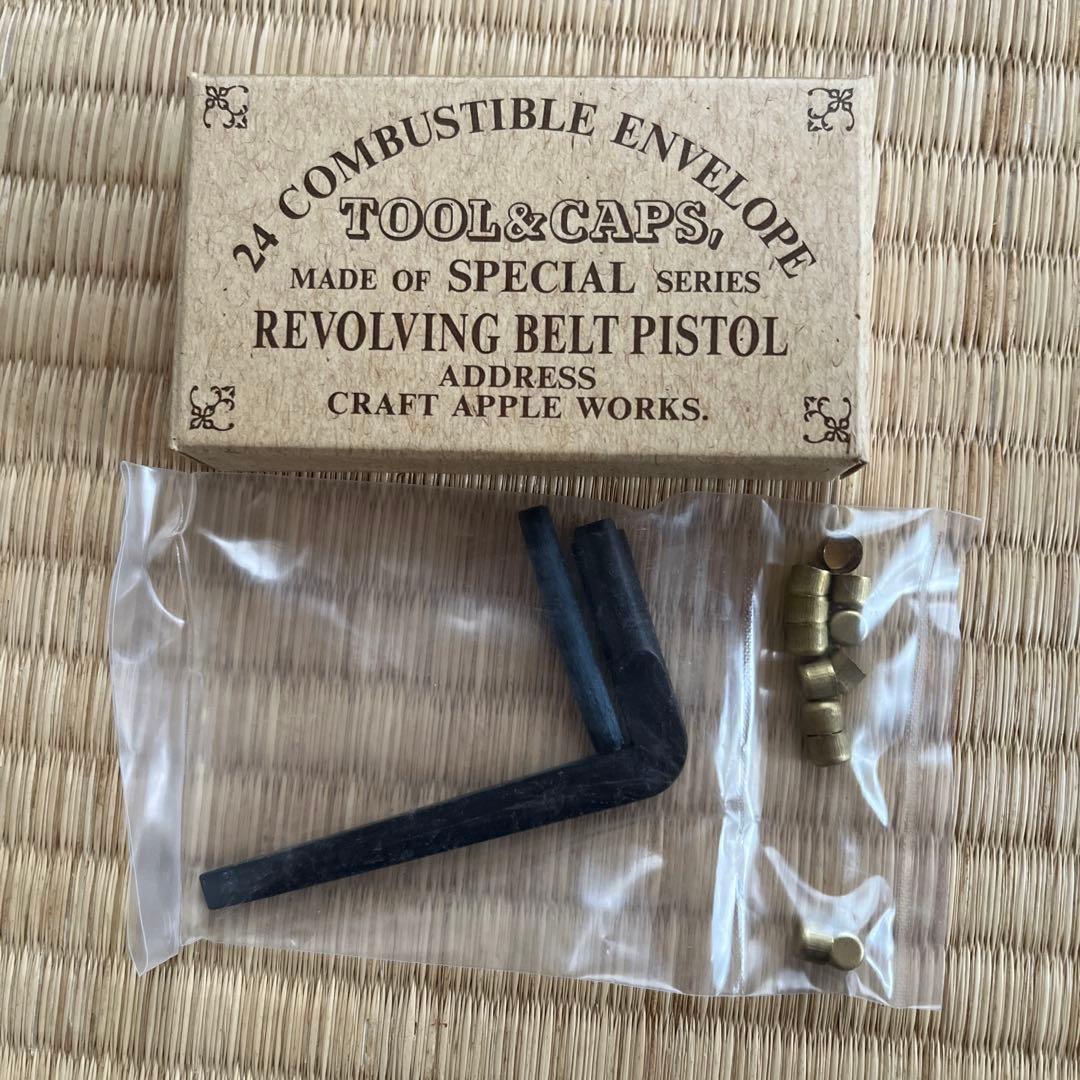 24 COMBUSTIBLE ENVELOPE
TOOL&CAPS,
MADE OF SPECIAL SERIES
REVOLVING BELT PISTOL
ADDRESS
CRAFT APPLE WORKS.